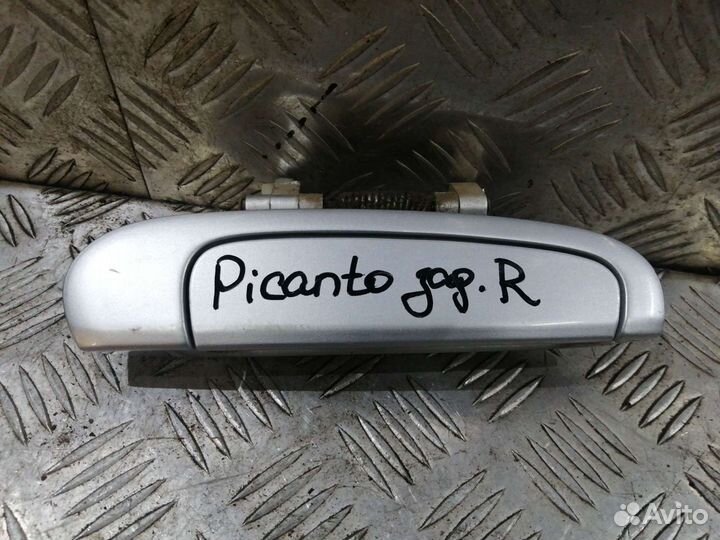 Picanto зад. R
Avito